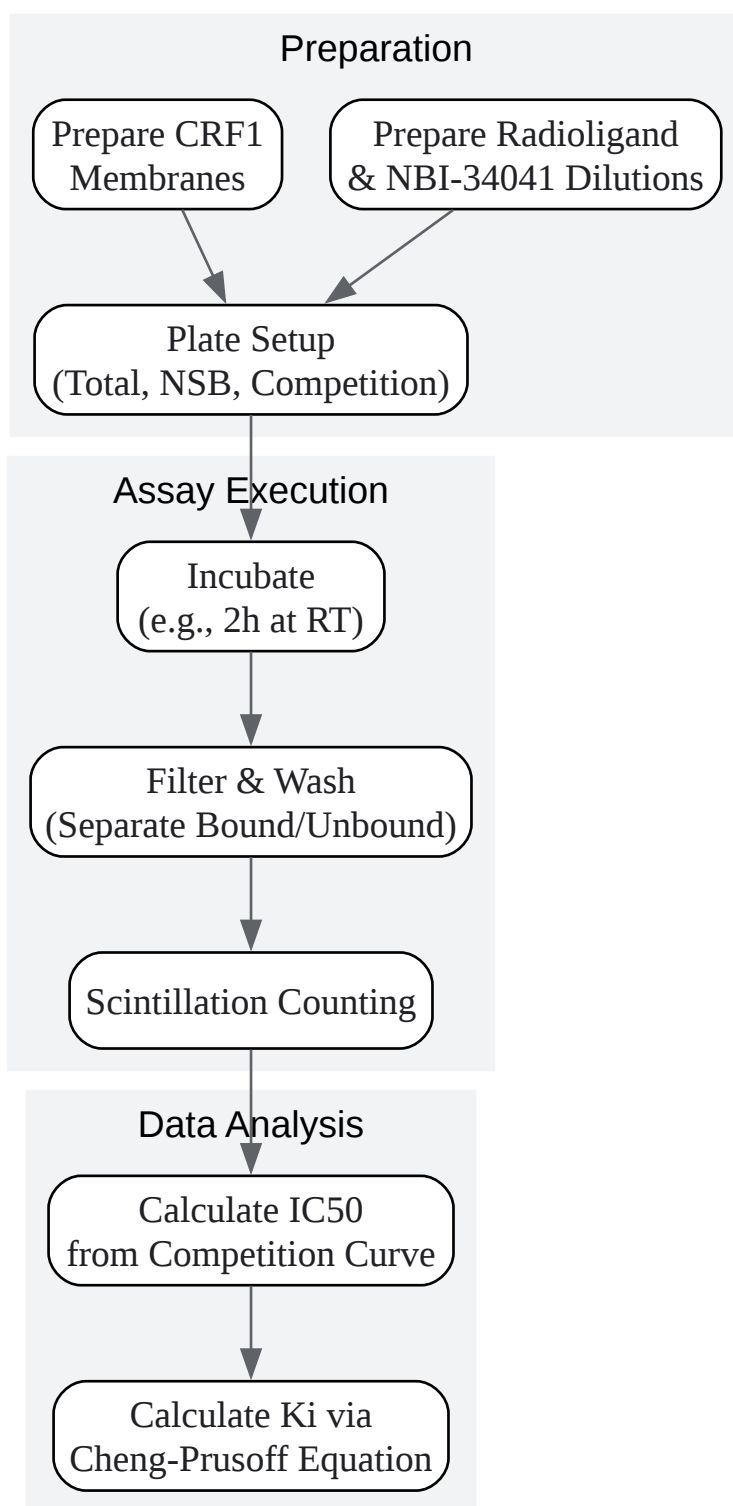 Preparation
Prepare CRF1
Membranes
Prepare Radioligand
& NBI-34041 Dilutions
Plate Setup
(Total, NSB, Competition)
Assay Execution
Incubate
(e.g., 2h at RT)
Filter & Wash
(Separate Bound/Unbound)
Scintillation Counting
Data Analysis
Calculate IC50
from Competition Curve
Calculate Ki via
Cheng-Prusoff Equation